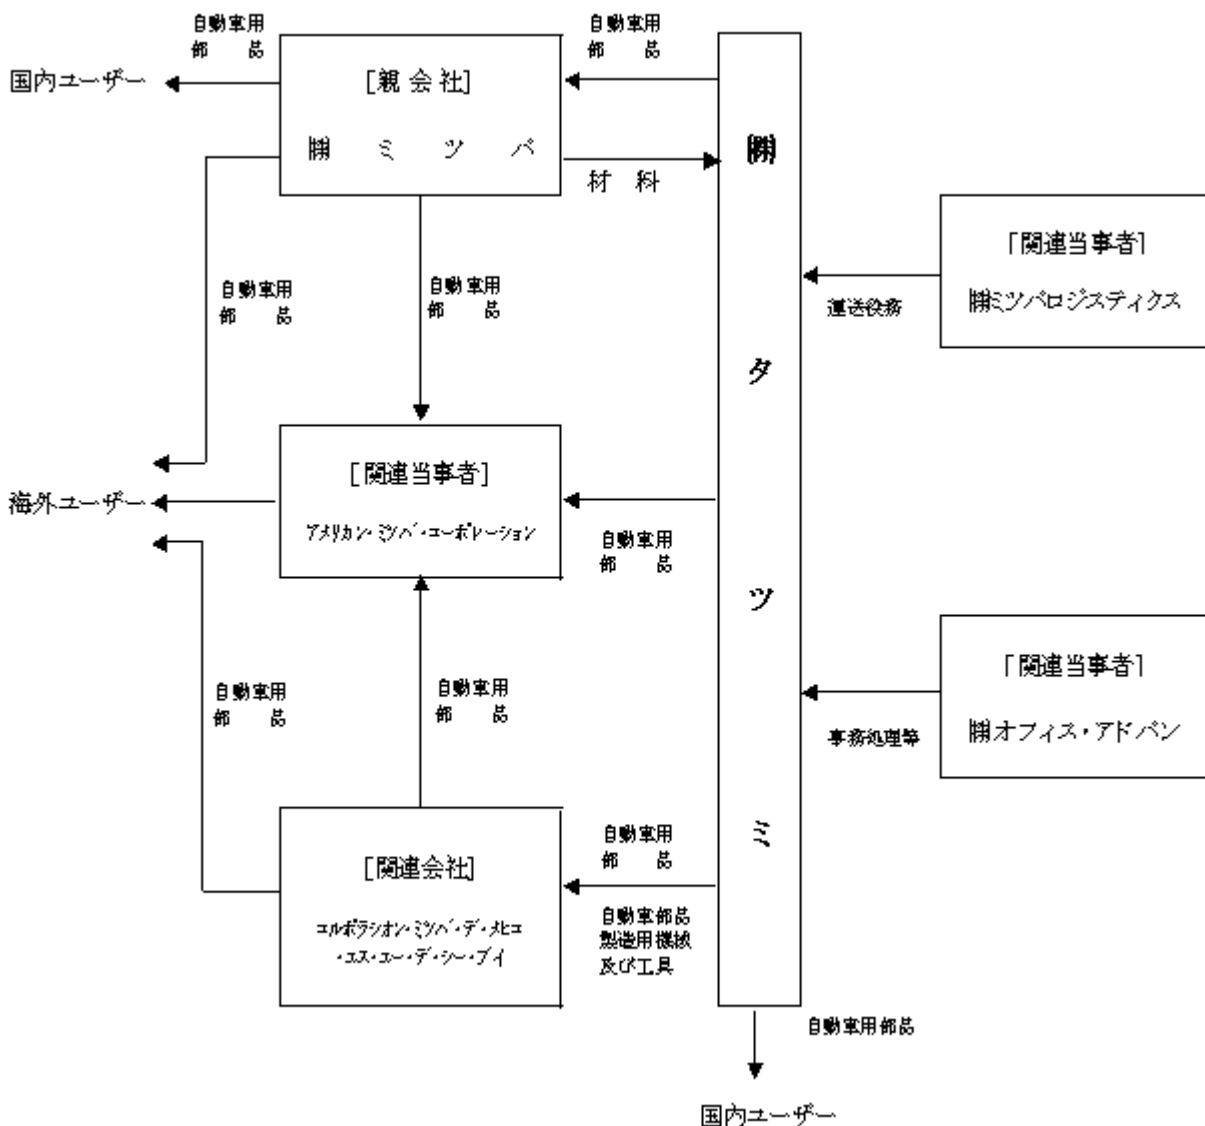 自動車用
部　　品
自動車用
部　　品
国内ユーザー
[親 会 社]
㈱　ミ　ツ　バ
材　料
㈱タツミ
[関連当事者]
㈱ミツバロジスティクス
運送役務
自動車用
部　　品
自動車用
部　　品
[関連当事者]
アメリカン・ミツバ・コーポレーション
海外ユーザー
自動車用
部　　品
[関連当事者]
㈱オフィス・アドバン
事務処理等
自動車用
部　　品
自動車用
部　　品
[関連会社]
コルポラシオン・ミツバ・デ・メヒコ
・エス・エー・デ・シー・ブイ
自動車用
部　　品
自動車部品
製造用機械
及び工具
自動車用部品
国内ユーザー